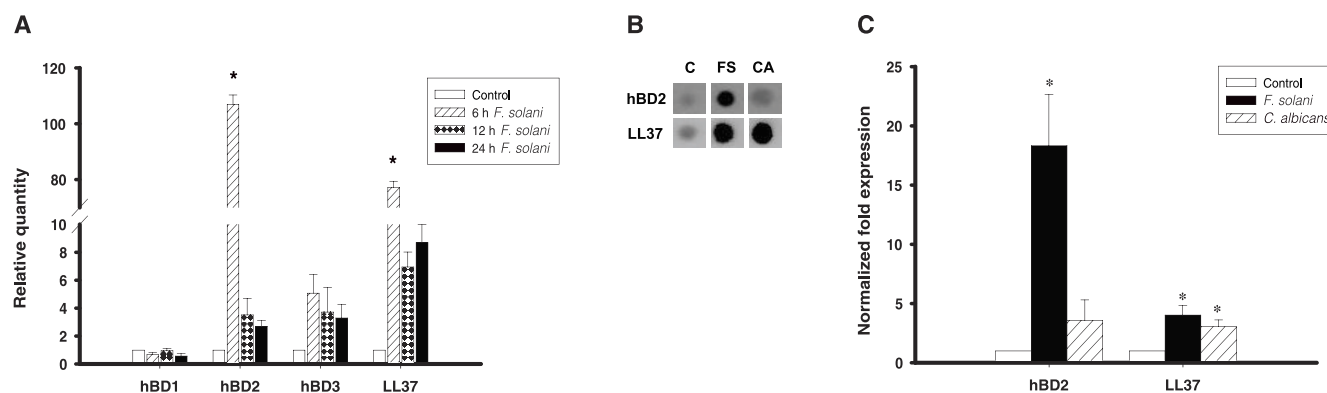 A
Relative quantity
120
100
80
10
8
6
4
2
0
*
*
Control
6 h F. solani
12 h F. solani
24 h F. solani
hBD1 hBD2 hBD3 LL37
B
C FS CA
hBD2
LL37
C
Normalized fold expression
25
20
15
10
5
0
*
* *
Control
F. solani
C. albicans
hBD2 LL37